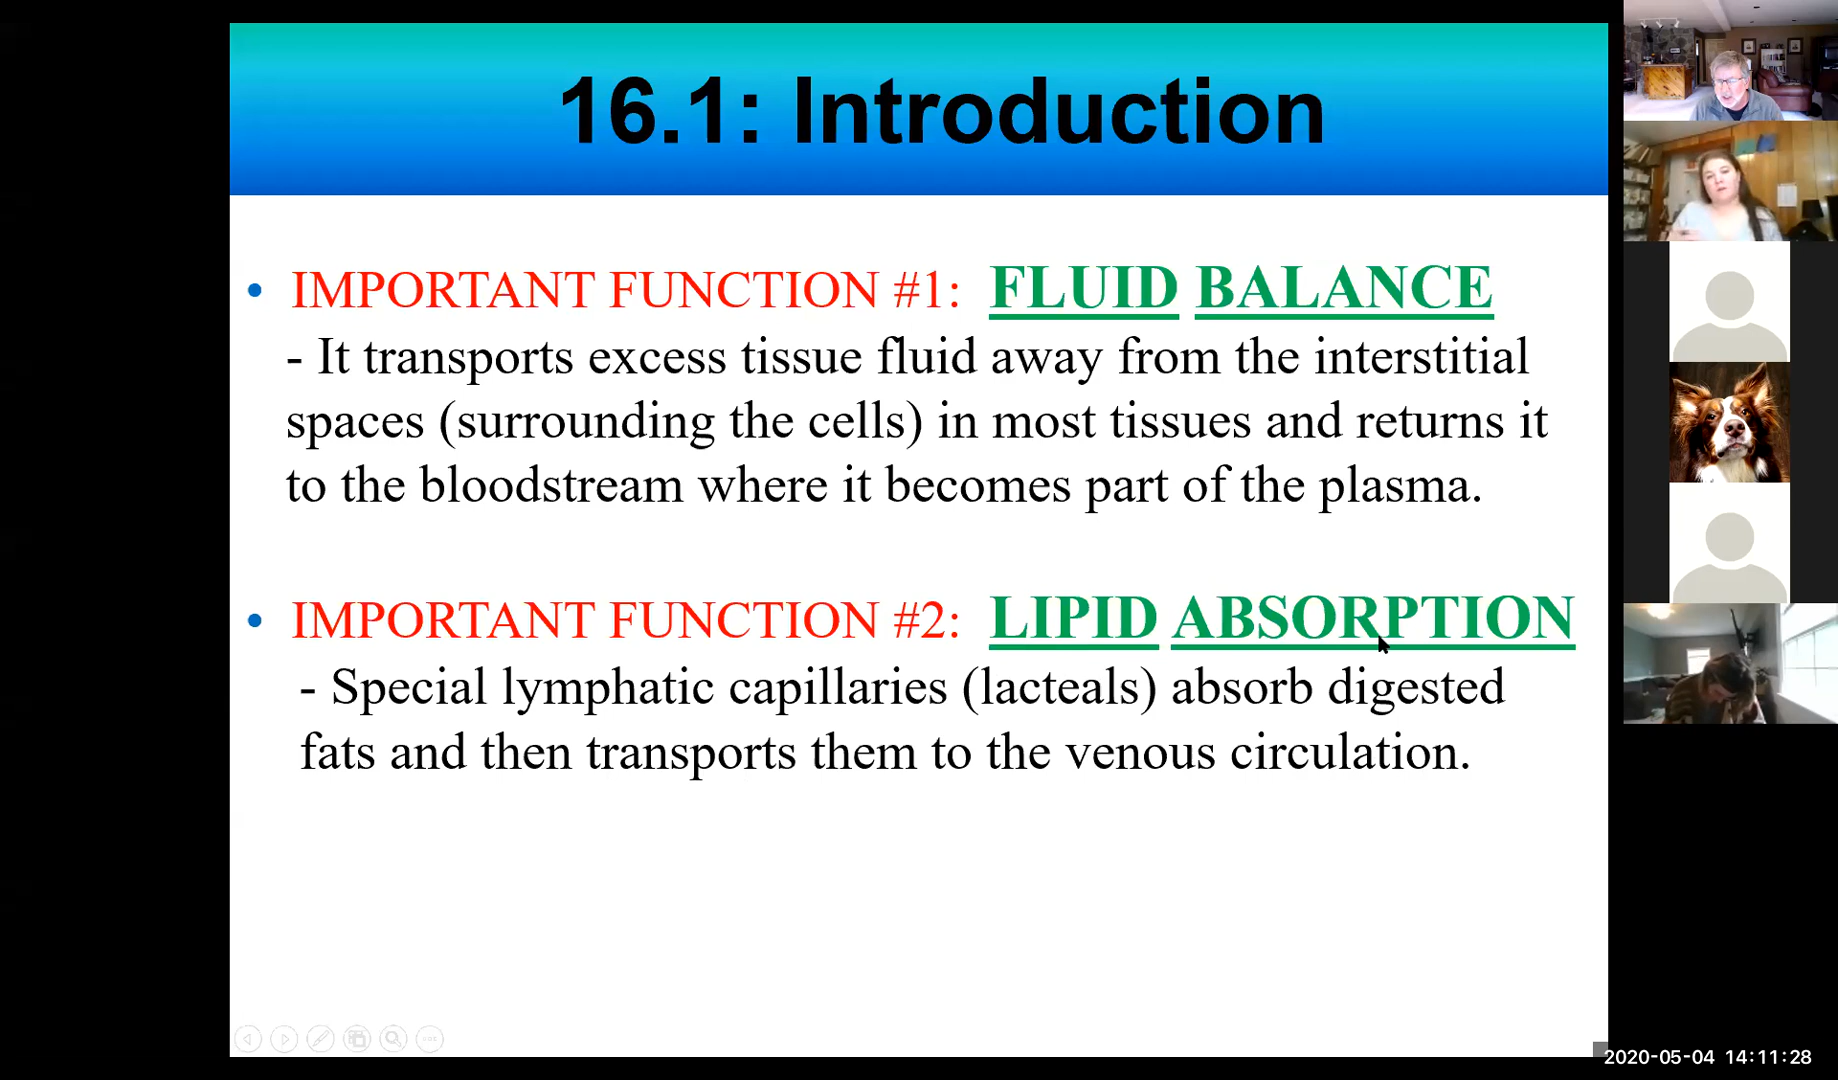 16.1: Introduction
• IMPORTANT FUNCTION #1: FLUID BALANCE
- It transports excess tissue fluid away from the interstitial
spaces (surrounding the cells) in most tissues and returns it
to the bloodstream where it becomes part of the plasma.
• IMPORTANT FUNCTION #2: LIPID ABSORPTION
- Special lymphatic capillaries (lacteals) absorb digested
fats and then transports them to the venous circulation.
2020-05-04 14:11:28